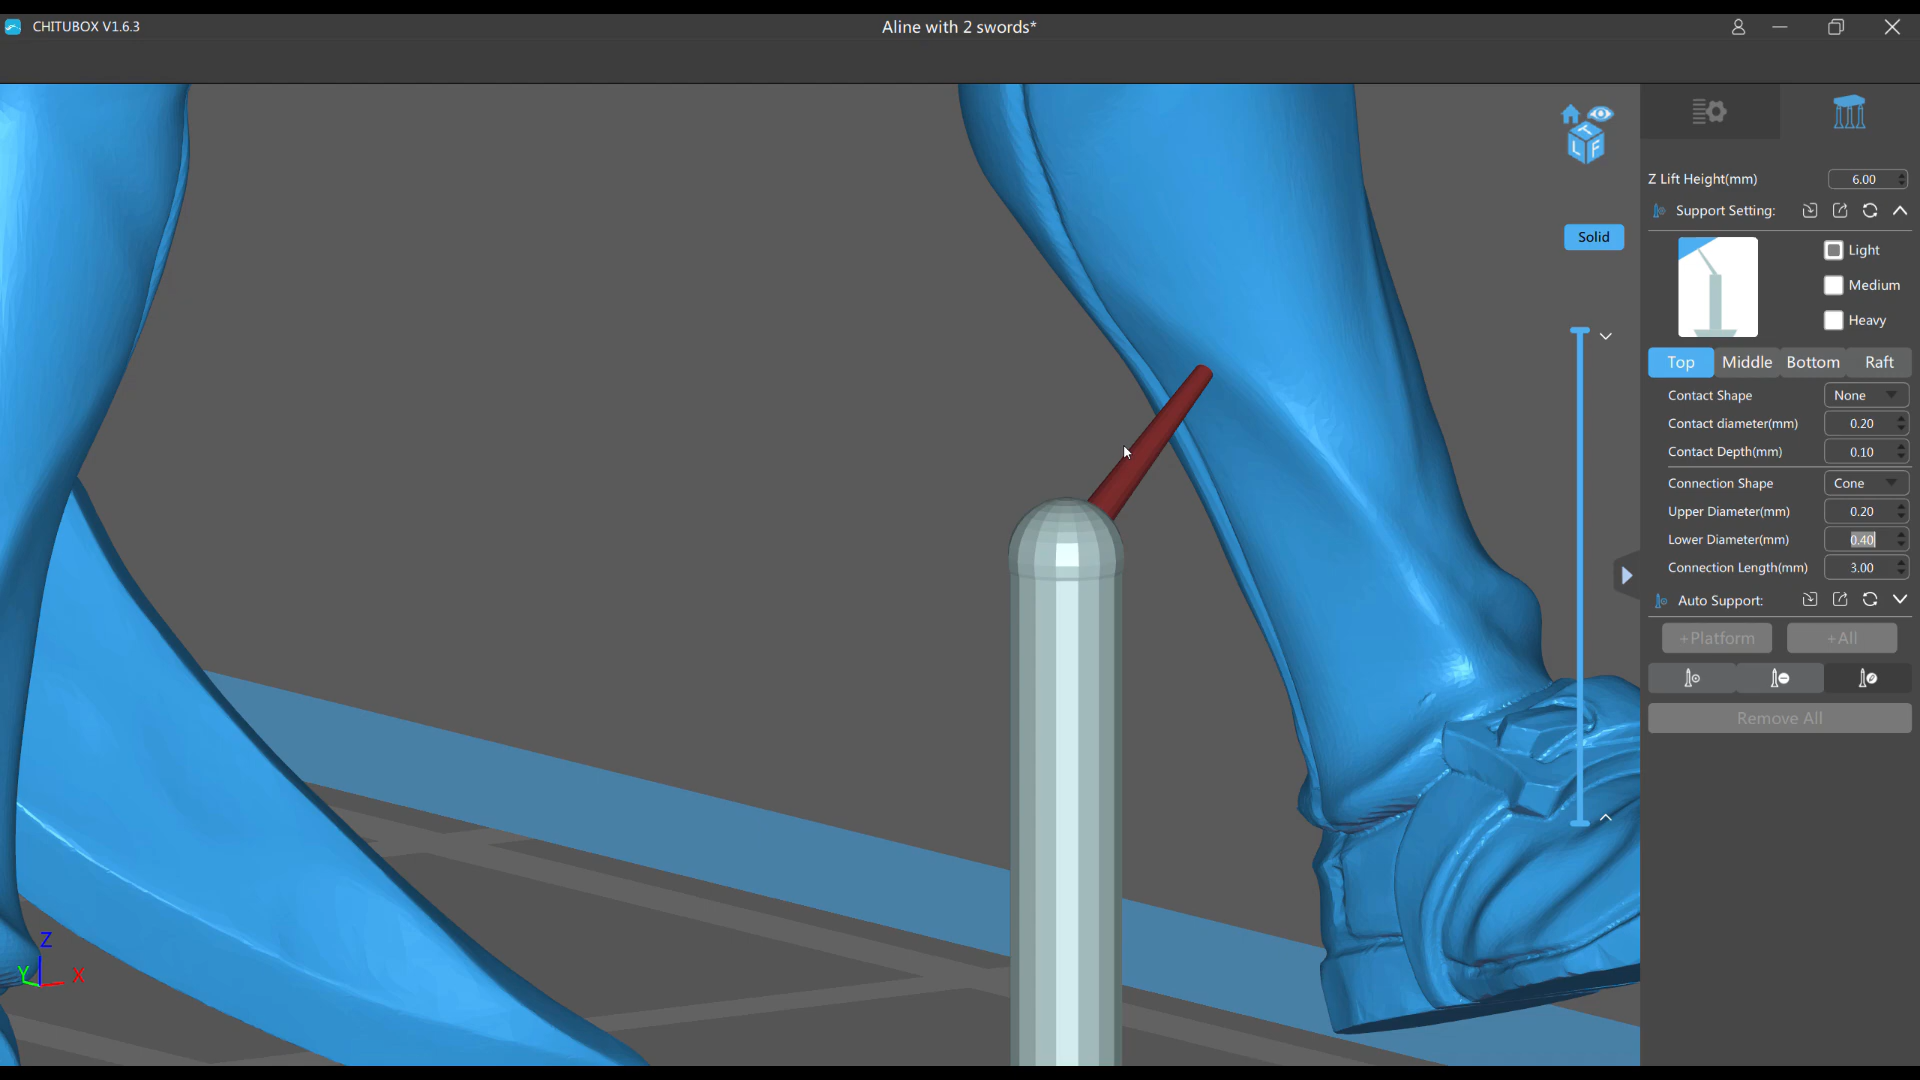 CHITUBOX V1.6.3
Aline with 2 swords*
T
L F
Solid
Z Lift Height(mm) 6.00
Support Setting:
Light
Medium
Heavy
Top Middle Bottom Raft
Contact Shape None
Contact diameter(mm) 0.20
Contact Depth(mm) 0.10
Connection Shape Cone
Upper Diameter(mm) 0.20
Lower Diameter(mm) 0.40
Connection Length(mm) 3.00
Auto Support:
+Platform +All
Remove All
Z
Y X